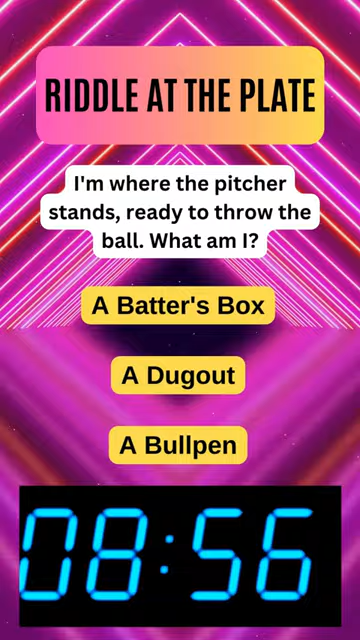 RIDDLE AT THE PLATE
I'm where the pitcher
stands, ready to throw the
ball. What am I?
A Batter's Box
A Dugout
A Bullpen
08:56